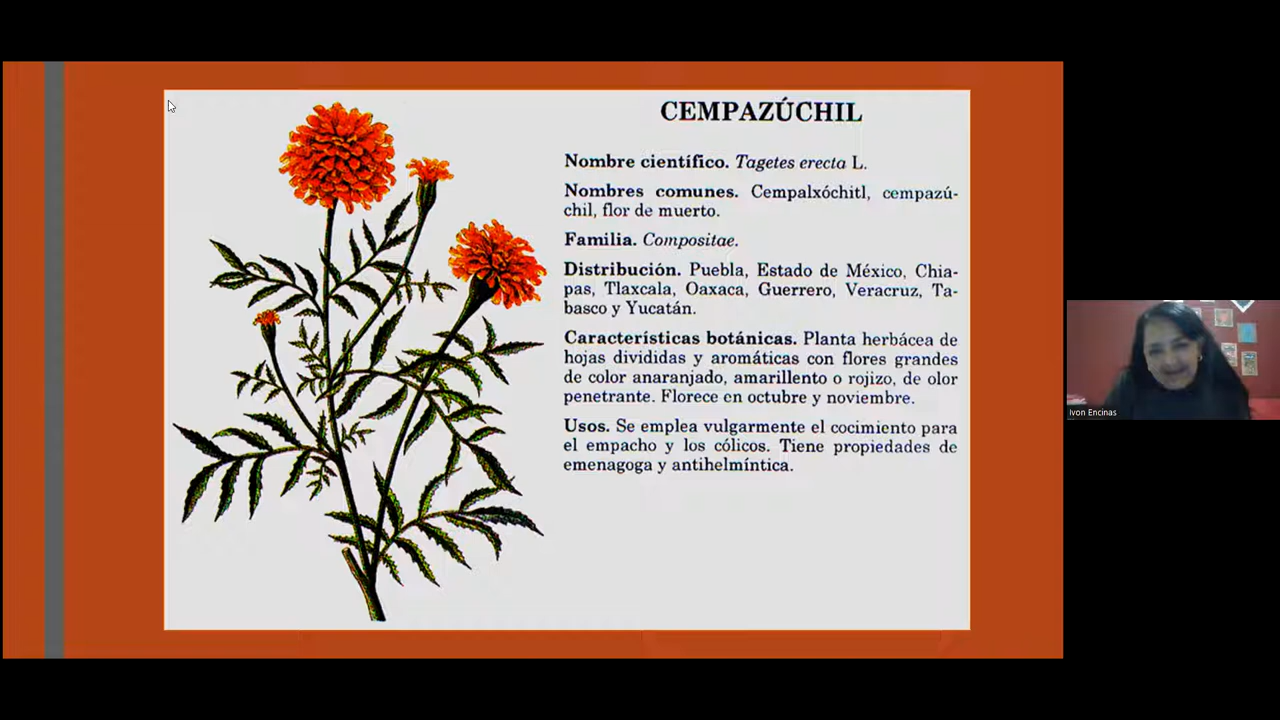 CEMPAZÚCHIL
Nombre científico. Tagetes erecta L.
Nombres comunes. Cempalxóchitl, cempazú-
chil, flor de muerto.
Familia. Compositae.
Distribución. Puebla, Estado de México, Chia-
pas, Tlaxcala, Oaxaca, Guerrero, Veracruz, Ta-
basco y Yucatán.
Características botánicas. Planta herbácea de
hojas divididas y aromáticas con flores grandes
de color anaranjado, amarillento o rojizo, de olor
penetrante. Florece en octubre y noviembre.
Usos. Se emplea vulgarmente el cocimiento para
el empacho y los cólicos. Tiene propiedades de
emenagoga y antihelmíntica.
Ivon Encinas